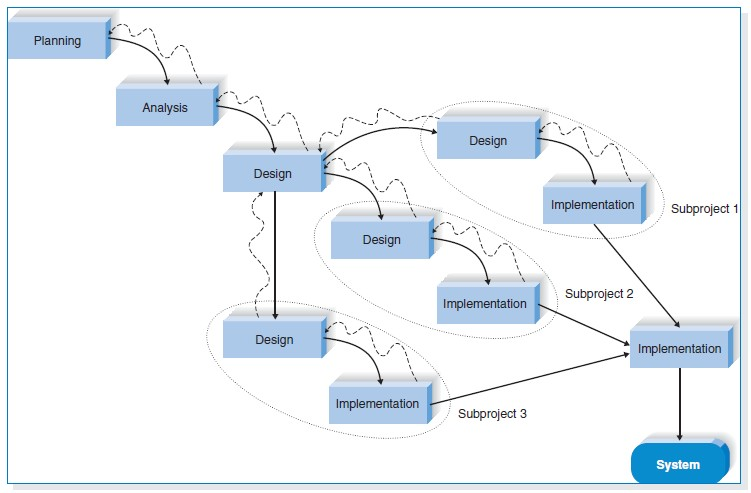 Planning
Analysis
Design
Design
Implementation
Subproject 1
Design
Implementation
Subproject 2
Design
Implementation
Subproject 3
Implementation
System